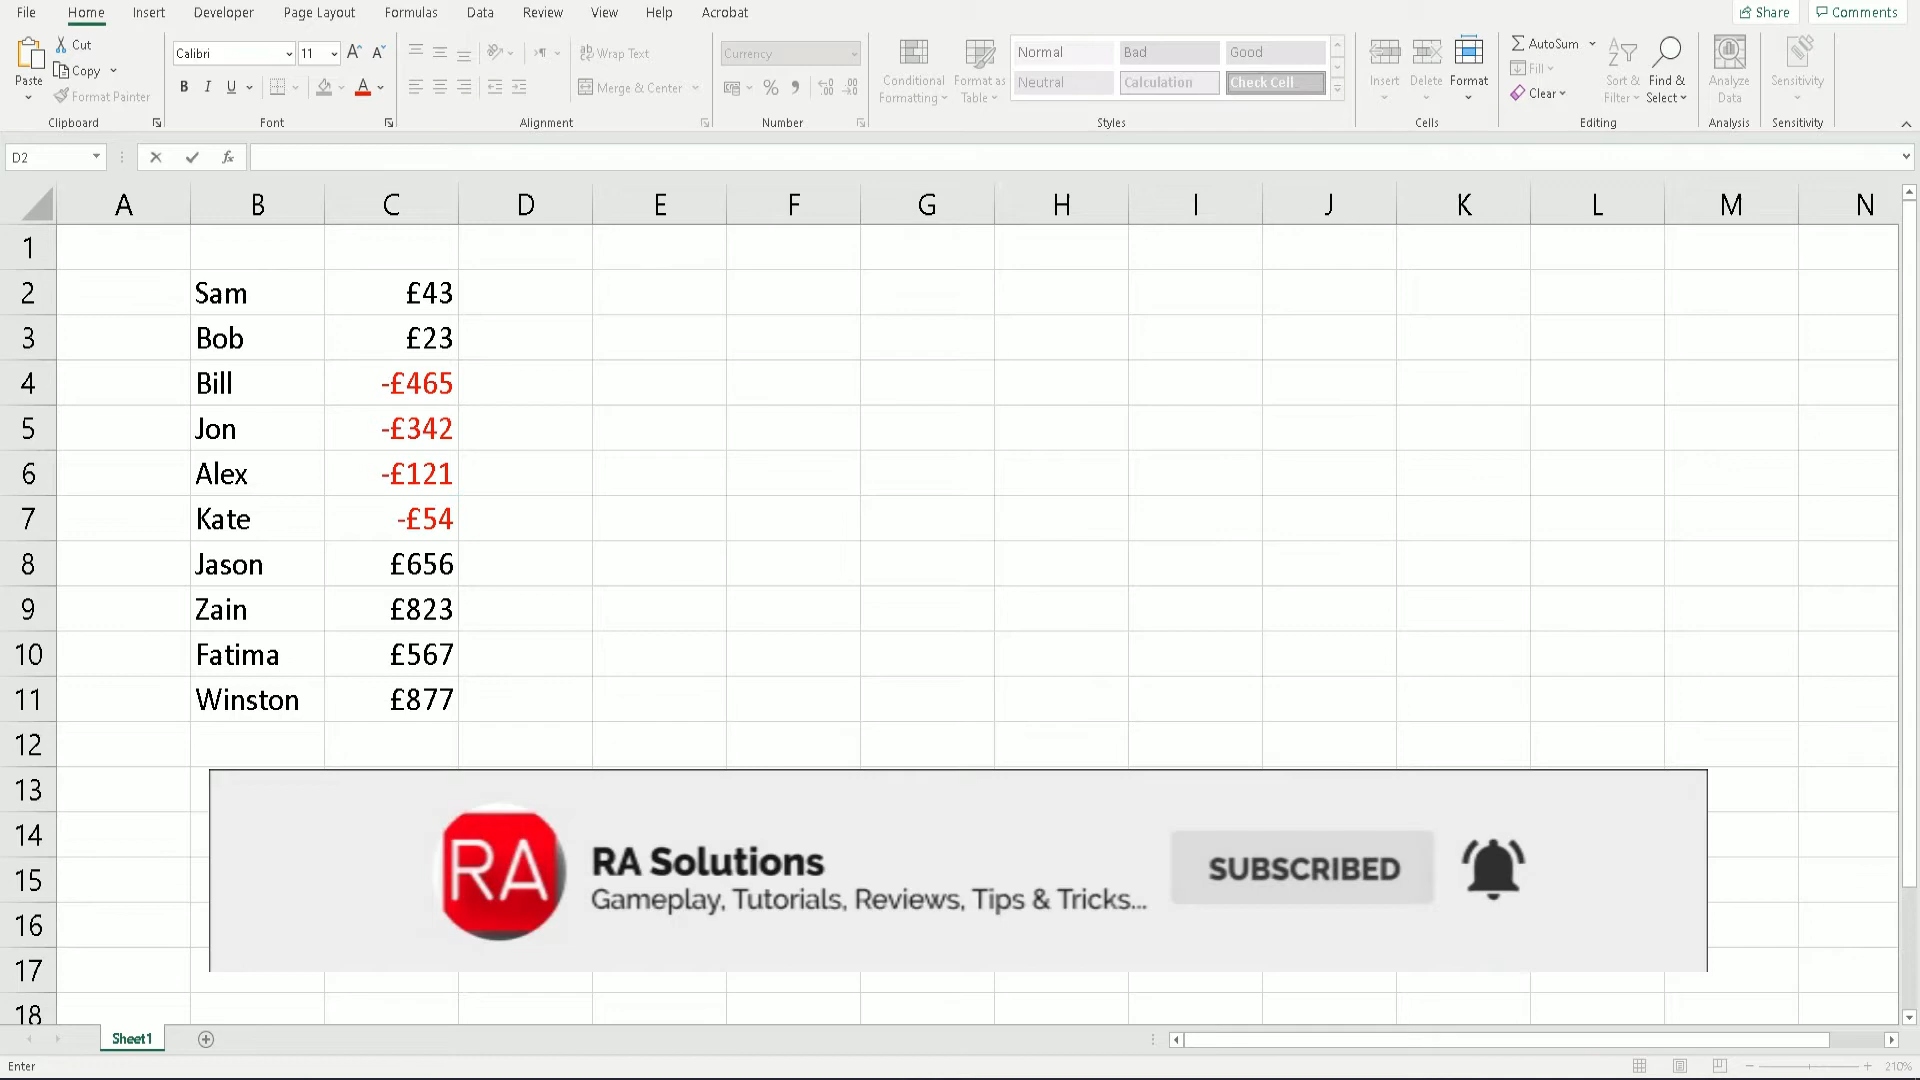 File Home Insert Developer Page Layout Formulas Data Review View Help Acrobat Share Comments
Paste Cut Copy Format Painter Clipboard
Calibri 11 A A B I U A Font
Wrap Text Merge & Center Alignment
Currency % Number
Conditional Formatting Format as Table Normal Bad Good Neutral Calculation Check Cell Styles
Insert Delete Format Cells
AutoSum Fill Clear Sort & Filter Find & Select Editing
Analyze Data Analysis
Sensitivity Sensitivity
D2 fx
A B C D E F G H I J K L M N
1
2 Sam £43
3 Bob £23
4 Bill -£465
5 Jon -£342
6 Alex -£121
7 Kate -£54
8 Jason £656
9 Zain £823
10 Fatima £567
11 Winston £877
12
13
14
15
16
17
18
RA
RA Solutions
Gameplay, Tutorials, Reviews, Tips & Tricks...
SUBSCRIBED
Sheet1
Enter 210%